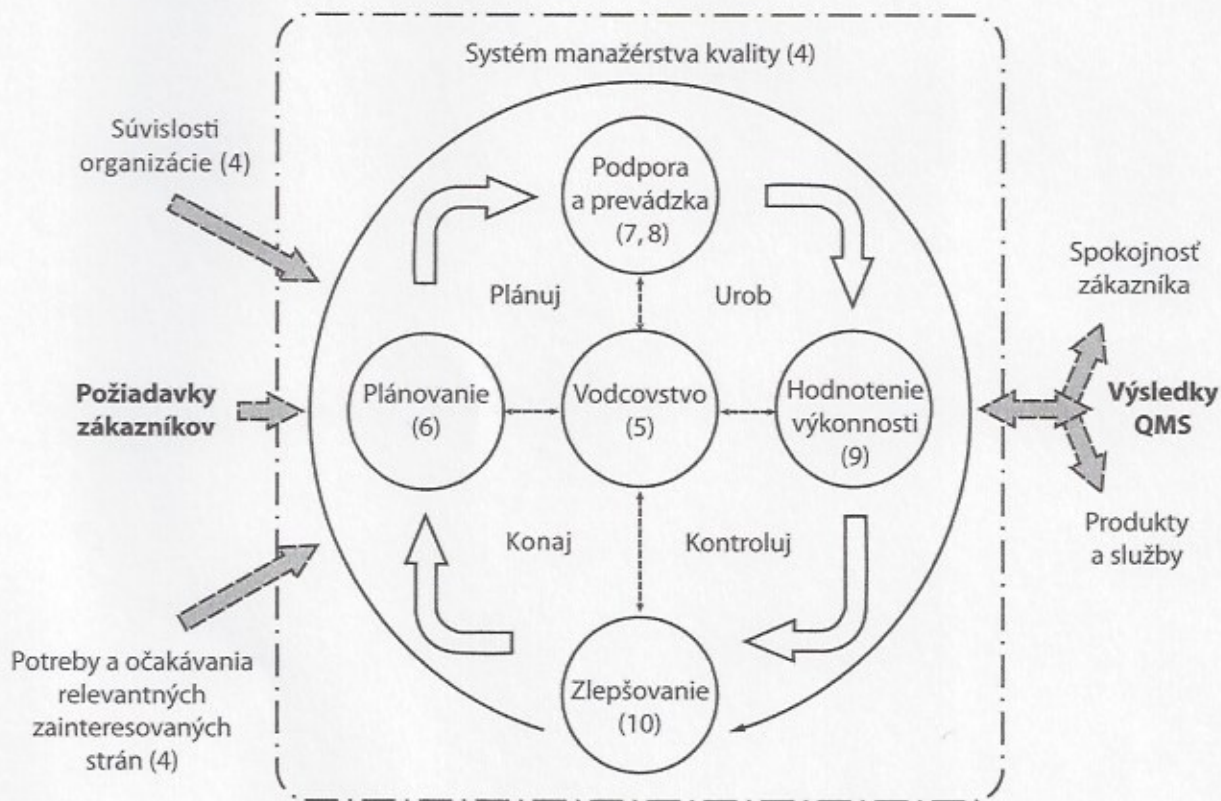 Systém manažérstva kvality (4)
Súvislosti
organizácie (4)
Podpora
a prevádzka
(7, 8)
Spokojnosť
zákazníka
Plánuj
Urob
Požiadavky
zákazníkov
Plánovanie
(6)
Vodcovstvo
(5)
Hodnotenie
výkonnosti
(9)
Výsledky
QMS
Konaj
Kontroluj
Produkty
a služby
Potreby a očakávania
relevantných
zainteresovaných
strán (4)
Zlepšovanie
(10)